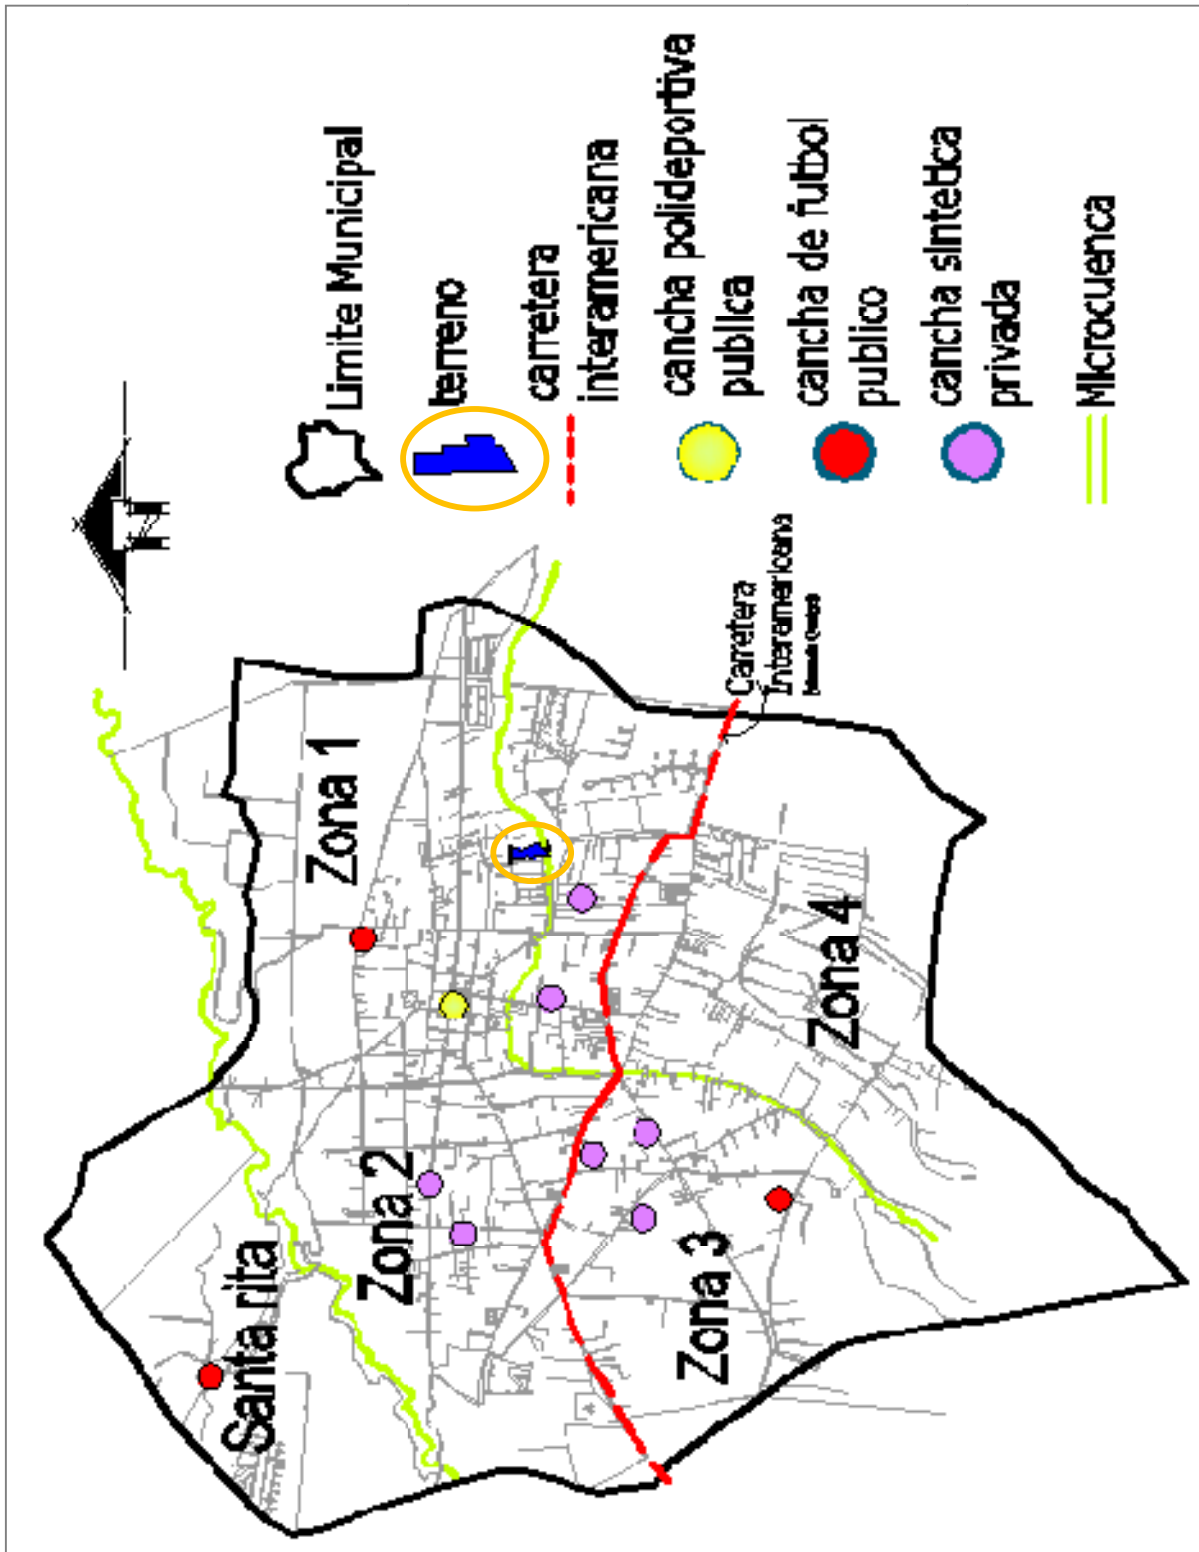 Limite Municipal
terreno
carretera
interamericana
cancha polideportiva
publica
cancha de futbol
publico
cancha sintetica
privada
Microcuenca
Santa rita
Zona 1
Zona 2
Zona 3
Zona 4
Carretera
Interamericana